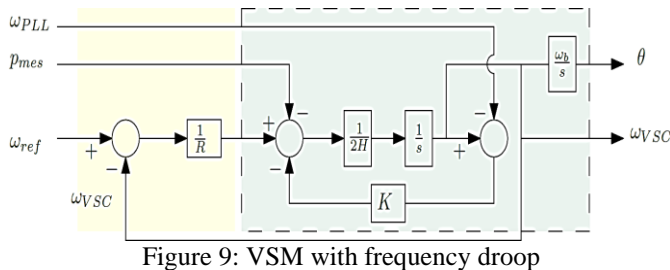 ω_PLL
p_mes
ω_b/s
θ
−
−
+
1/R
+
−
1/2H
1/s
+
ω_ref
+
−
ω_VSC
ω_VSC
K
Figure 9: VSM with frequency droop